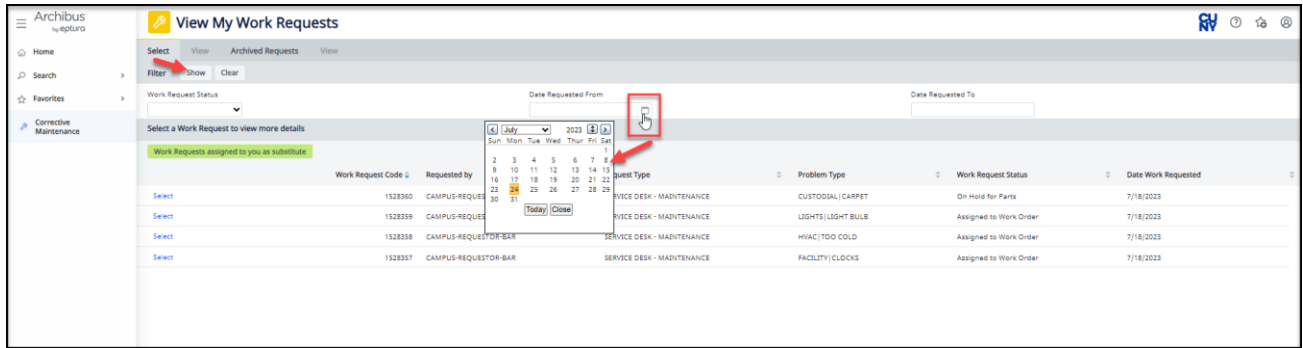 Archibus
by eptura
View My Work Requests
CUNY
Home
Search
Favorites
Corrective
Maintenance
Select View Archived Requests View
Filter Show Clear
Work Request Status Date Requested From Date Requested To
Select a Work Request to view more details
Work Requests assigned to you as substitute
July 2023
Sun Mon Tue Wed Thur Fri Sat
1
2 3 4 5 6 7 8
9 10 11 12 13 14 15
16 17 18 19 20 21 22
23 24 25 26 27 28 29
30 31
Today Close
Work Request Code Requested by quest Type Problem Type Work Request Status Date Work Requested
Select 1528360 CAMPUS-REQUES RVICE DESK - MAINTENANCE CUSTODIAL|CARPET On Hold for Parts 7/18/2023
Select 1528359 CAMPUS-REQUES RVICE DESK - MAINTENANCE LIGHTS|LIGHT BULB Assigned to Work Order 7/18/2023
Select 1528358 CAMPUS-REQUESTOR-BAR SERVICE DESK - MAINTENANCE HVAC|TOO COLD Assigned to Work Order 7/18/2023
Select 1528357 CAMPUS-REQUESTOR-BAR SERVICE DESK - MAINTENANCE FACILITY|CLOCKS Assigned to Work Order 7/18/2023